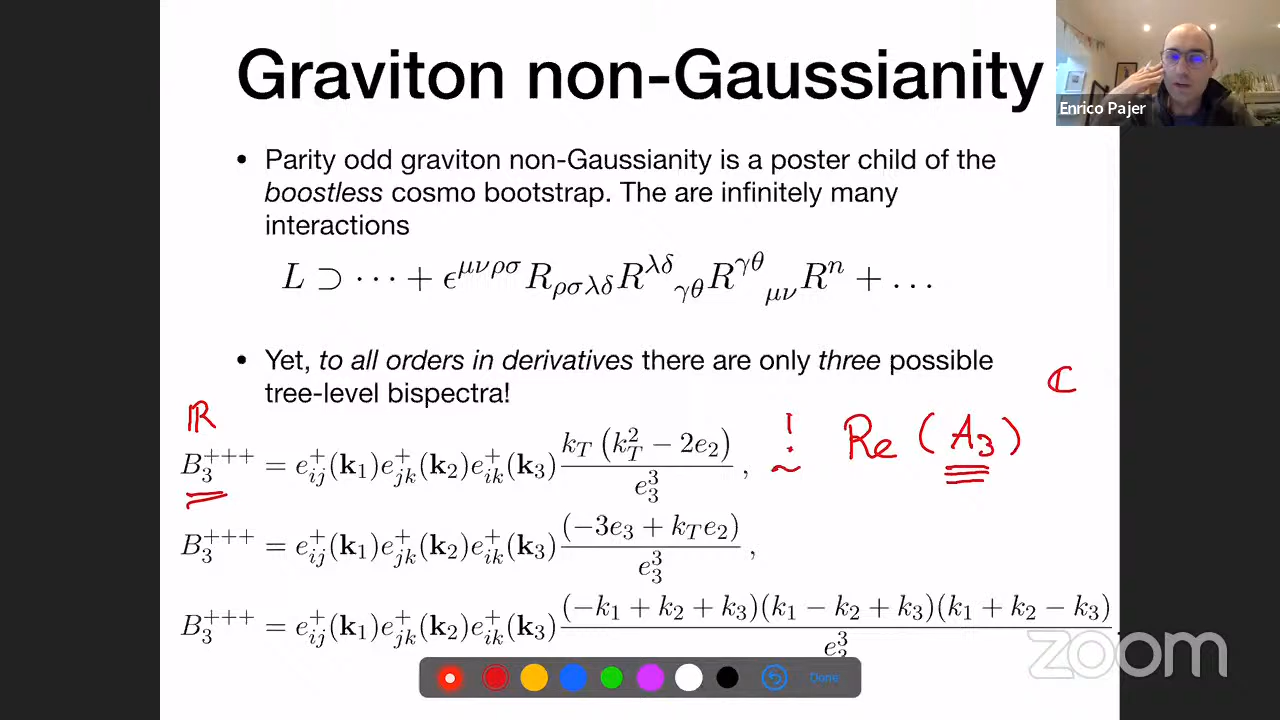 Graviton non-Gaussianity
Enrico Pajer
• Parity odd graviton non-Gaussianity is a poster child of the
boostless cosmo bootstrap. The are infinitely many
interactions
L ⊃ ⋯ + ϵ^{μνρσ} R_{ρσλδ} R^{λδ}_{γθ} R^{γθ}_{μν} R^n + …
• Yet, to all orders in derivatives there are only three possible
tree-level bispectra!
ℂ
ℝ
B_3^{+++} = e^+_{ij}(k_1) e^+_{jk}(k_2) e^+_{ik}(k_3) \frac{k_T (k_T^2 − 2e_2)}{e_3^3} ,
! Re (A_3)
B_3^{+++} = e^+_{ij}(k_1) e^+_{jk}(k_2) e^+_{ik}(k_3) \frac{(−3e_3 + k_T e_2)}{e_3^3} ,
B_3^{+++} = e^+_{ij}(k_1) e^+_{jk}(k_2) e^+_{ik}(k_3) \frac{(−k_1 + k_2 + k_3)(k_1 − k_2 + k_3)(k_1 + k_2 − k_3)}{e_3^3}
zoom
Done